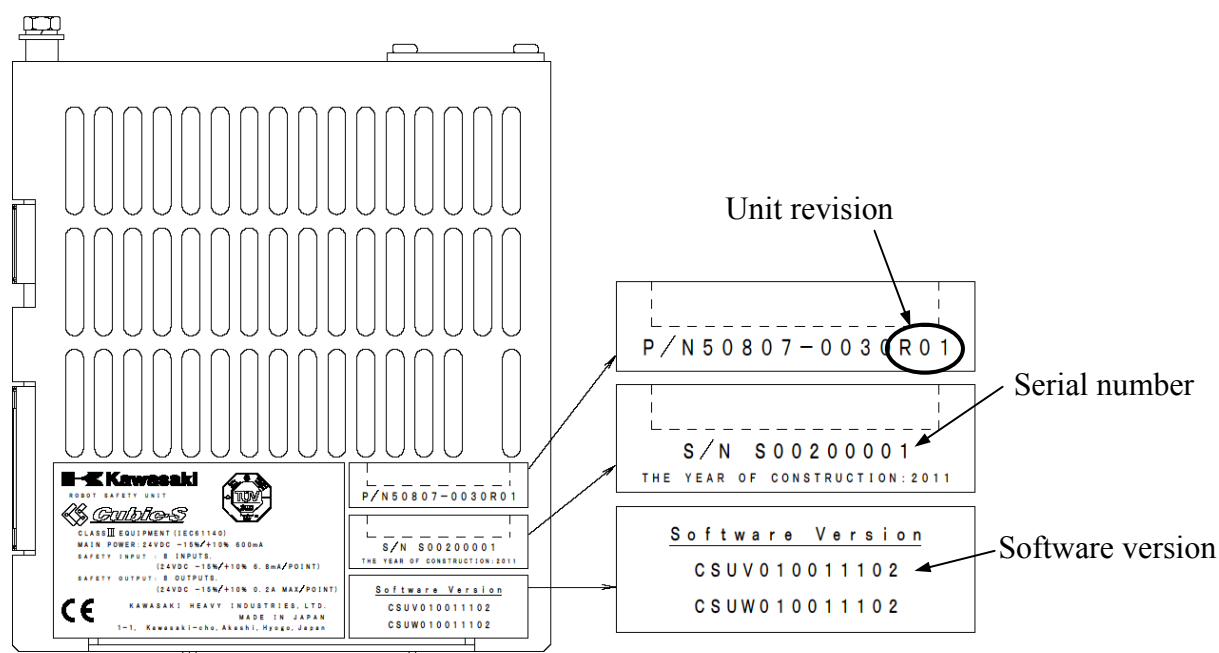 Unit revision
P/N50807-0030R01
Serial number
S/N S00200001
THE YEAR OF CONSTRUCTION:2011
Software Version
CSUV010011102
CSUW010011102
Software version
Kawasaki
ROBOT SAFETY UNIT
Cubic-S
TÜV
CLASSⅢ EQUIPMENT(IEC61140)
MAIN POWER:24VDC -15%/+10% 600mA
SAFETY INPUT : 8 INPUTS.
(24VDC -15%/+10% 6.8mA/POINT)
SAFETY OUTPUT: 8 OUTPUTS.
(24VDC -15%/+10% 0.2A MAX/POINT)
CE
KAWASAKI HEAVY INDUSTRIES, LTD.
MADE IN JAPAN
1-1, Kawasaki-cho, Akashi, Hyogo, Japan
P/N50807-0030R01
S/N S00200001
THE YEAR OF CONSTRUCTION:2011
Software Version
CSUV010011102
CSUW010011102